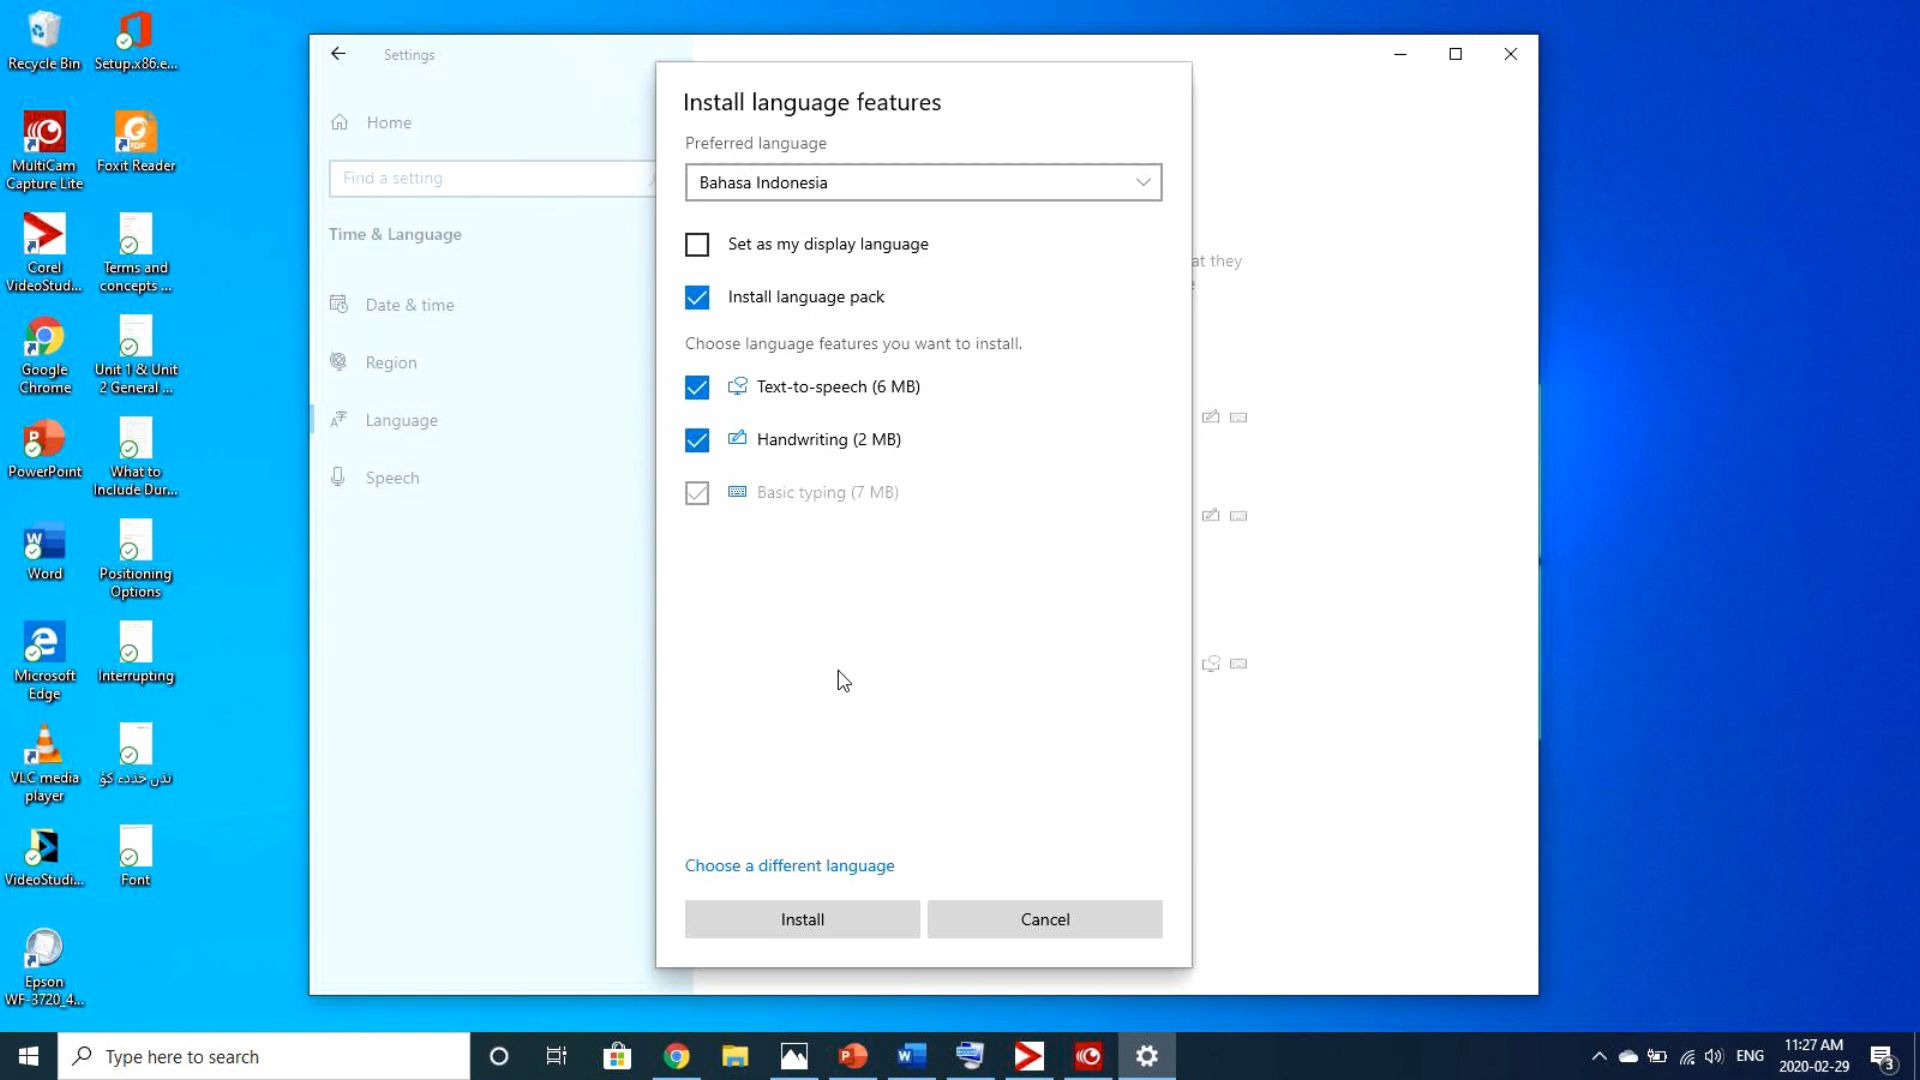 Recycle Bin
Setup.x86.e...
MultiCam
Capture Lite
Foxit Reader
Corel
VideoStud...
Terms and
concepts ...
Google
Chrome
Unit 1 & Unit
2 General ...
PowerPoint
What to
Include Dur...
Word
Positioning
Options
Microsoft
Edge
Interrupting
VLC media
player
VideoStudi...
Font
Epson
WF-3720_4...
Settings
Home
Find a setting
Time & Language
Date & time
Region
Language
Speech
Install language features
Preferred language
Bahasa Indonesia
Set as my display language
Install language pack
Choose language features you want to install.
Text-to-speech (6 MB)
Handwriting (2 MB)
Basic typing (7 MB)
Choose a different language
Install
Cancel
at they
Type here to search
ENG
11:27 AM
2020-02-29
3